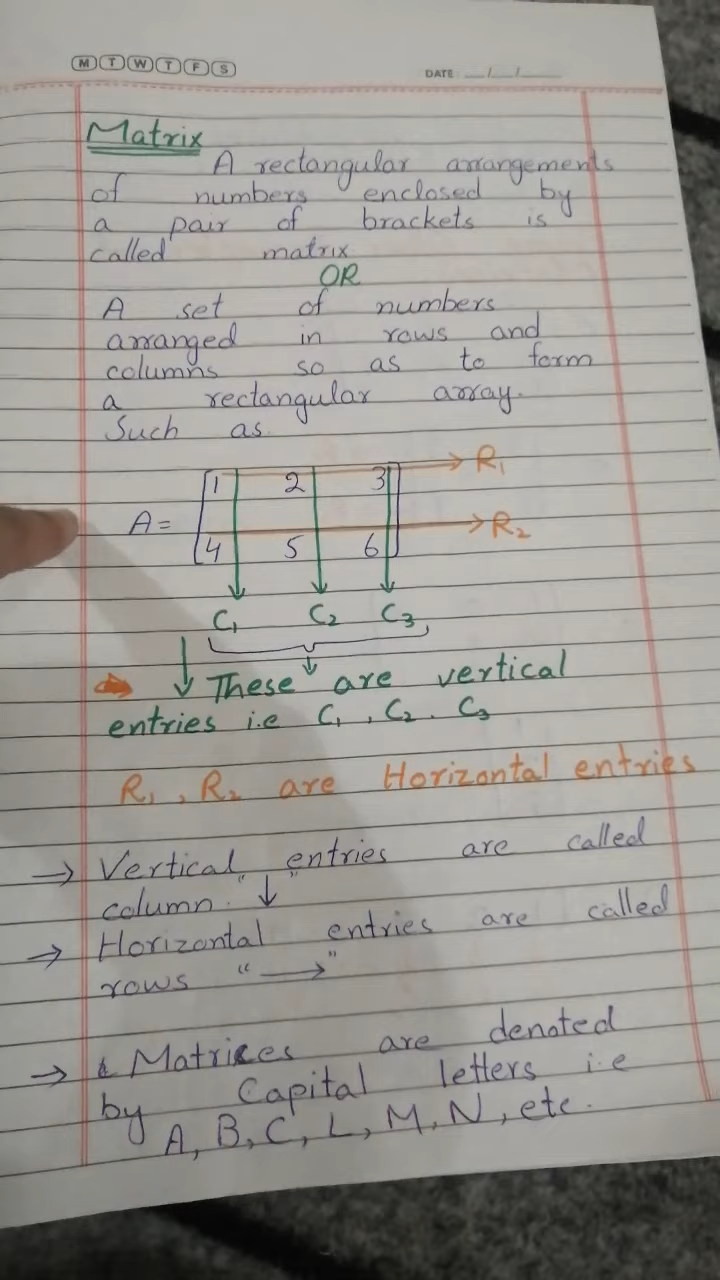 M T W T F S
DATE __/__/____
Matrix
A rectangular arrangements
of numbers enclosed by
a pair of brackets is
called matrix
OR
A set of numbers
arranged in rows and
columns so as to form
a rectangular array.
Such as
1 2 3 → R₁
A = 
→ R₂
4 5 6
C₁ C₂ C₃
↓ These are vertical
entries i.e C₁, C₂. C₃
R₁, R₂ are Horizontal entries
→ Vertical entries are called
column. "↓"
→ Horizontal entries are called
rows "→"
→ Matrices are denoted
by Capital letters i.e
A, B, C, L, M, N, etc.